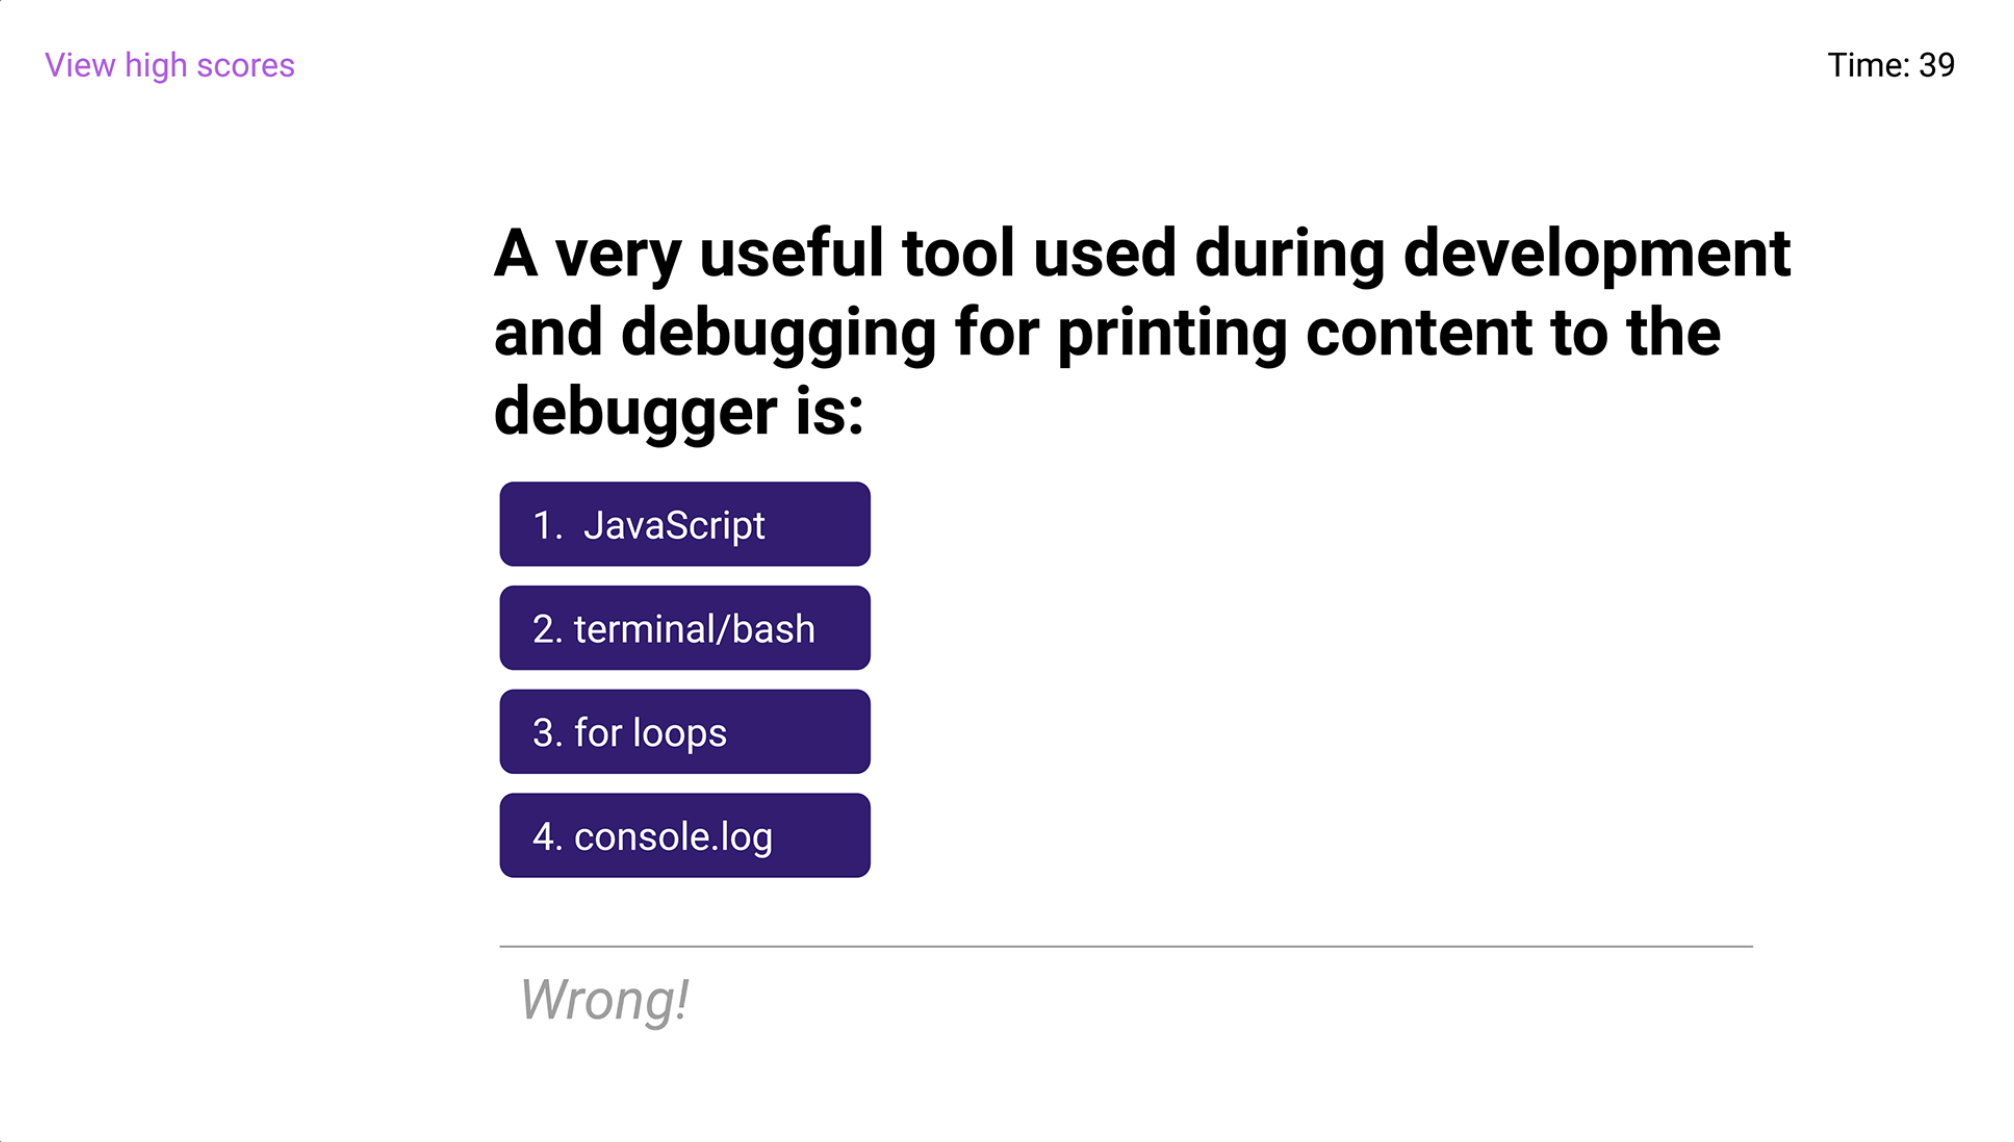 View high scores
Time: 39
A very useful tool used during development
and debugging for printing content to the
debugger is:
1. JavaScript
2. terminal/bash
3. for loops
4. console.log
Wrong!